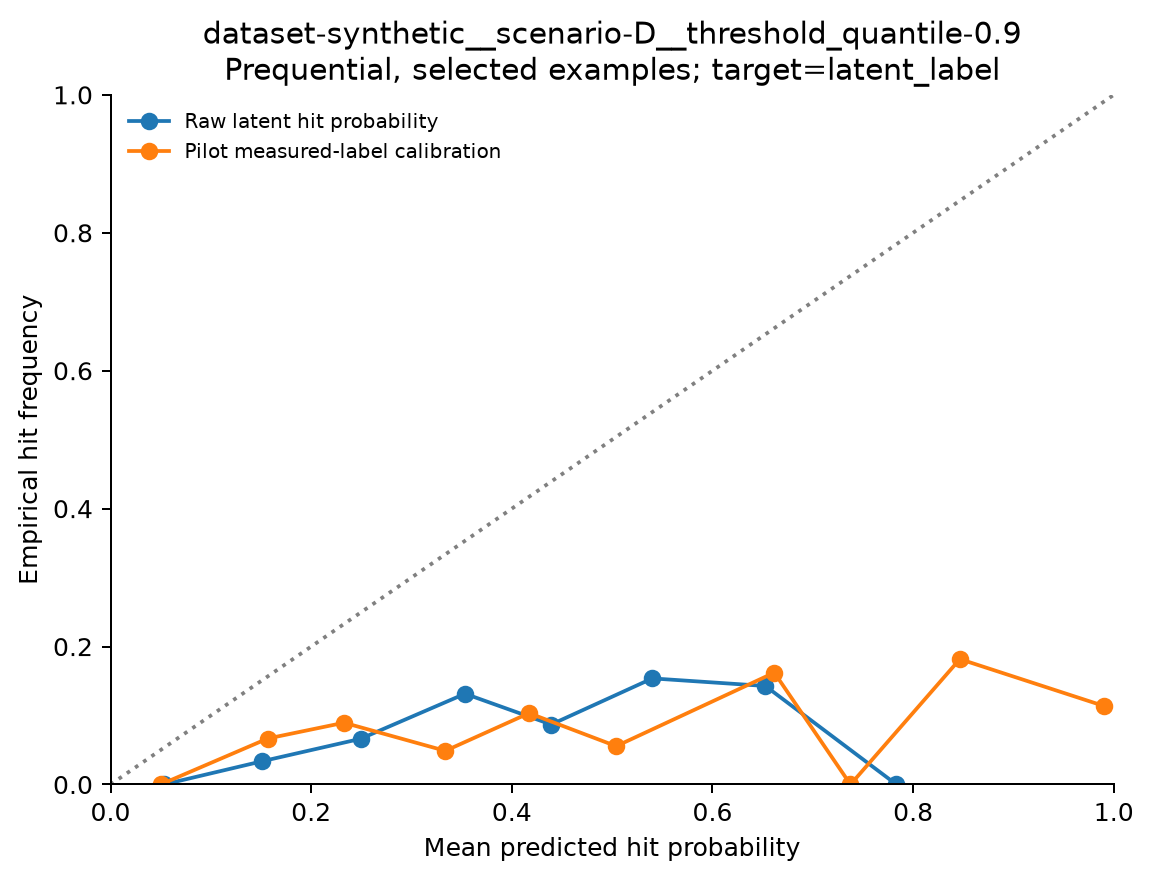 dataset-synthetic__scenario-D__threshold_quantile-0.9
Prequential, selected examples; target=latent_label
Raw latent hit probability
Pilot measured-label calibration
1.0
0.8
0.6
0.4
0.2
0.0
Empirical hit frequency
0.0 0.2 0.4 0.6 0.8 1.0
Mean predicted hit probability